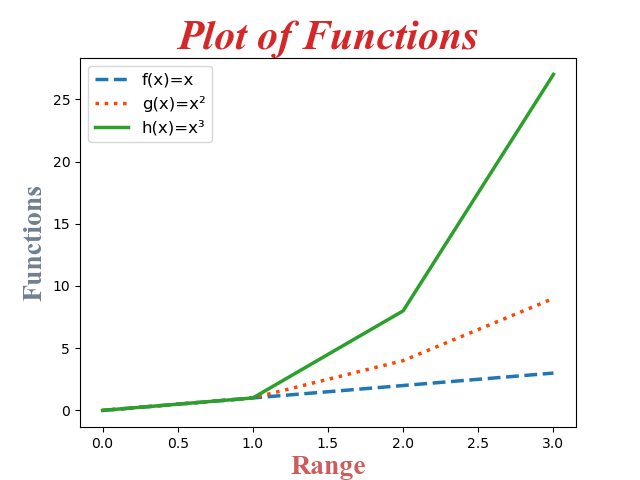 Plot of Functions
f(x)=x
g(x)=x²
h(x)=x³
Functions
25
20
15
10
5
0
0.0 0.5 1.0 1.5 2.0 2.5 3.0
Range